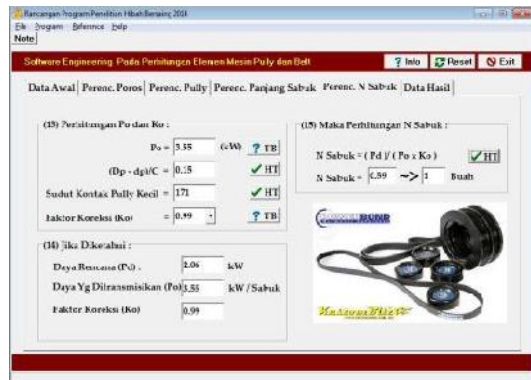 Rancangan Program Penelitian Hibah Bersaing 2011
File Program Reference Help
Note
Software Engineering Pada Perhitungan Elemen Mesin Pully dan Belt
Info Reset Exit
Data Awal Perenc. Poros Perenc. Pully Perenc. Panjang Sabuk Perenc. N Sabuk Data Hasil
(13) Perhitungan Po dan Ko :
Po = 3.55 (kW) ? TB
(Dp - dp)/C = 0.15 HT
Sudut Kontak Pully Kecil = 171 HT
Faktor Koreksi (Ko) = 0.99 ? TB
(14) Jika Diketahui :
Daya Rencana (Pd) : 2.06 kW
Daya Yg Ditransmisikan (Po) 3.55 kW / Sabuk
Faktor Koreksi (Ko) 0.99
(15) Maka Perhitungan N Sabuk :
N Sabuk = ( Pd )/ ( Po x Ko ) HT
N Sabuk = 0.59 ~> 1 Buah